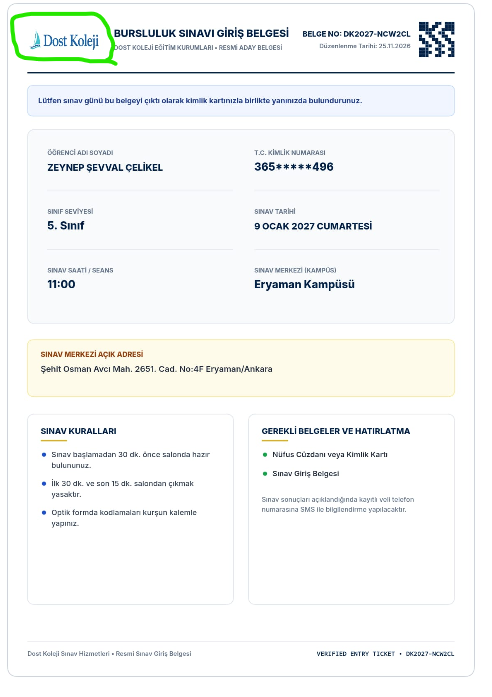 Dost Koleji
BURSLULUK SINAVI GİRİŞ BELGESİ
DOST KOLEJİ EĞİTİM KURUMLARI • RESMİ ADAY BELGESİ
BELGE NO: DK2027-NCW2CL
Düzenlenme Tarihi: 25.11.2026
Lütfen sınav günü bu belgeyi çıktı olarak kimlik kartınızla birlikte yanınızda bulundurunuz.
ÖĞRENCİ ADI SOYADI
ZEYNEP ŞEVVAL ÇELİKEL
T.C. KİMLİK NUMARASI
365*****496
SINIF SEVİYESİ
5. Sınıf
SINAV TARİHİ
9 OCAK 2027 CUMARTESİ
SINAV SAATİ / SEANS
11:00
SINAV MERKEZİ (KAMPÜS)
Eryaman Kampüsü
SINAV MERKEZİ AÇIK ADRESİ
Şehit Osman Avcı Mah. 2651. Cad. No:4F Eryaman/Ankara
SINAV KURALLARI
Sınav başlamadan 30 dk. önce salonda hazır
bulununuz.
İlk 30 dk. ve son 15 dk. salondan çıkmak
yasaktır.
Optik formda kodlamaları kurşun kalemle
yapınız.
GEREKLİ BELGELER VE HATIRLATMA
Nüfus Cüzdanı veya Kimlik Kartı
Sınav Giriş Belgesi
Sınav sonuçları açıklandığında kayıtlı veli telefon
numarasına SMS ile bilgilendirme yapılacaktır.
Dost Koleji Sınav Hizmetleri • Resmi Sınav Giriş Belgesi
VERIFIED ENTRY TICKET • DK2027-NCW2CL